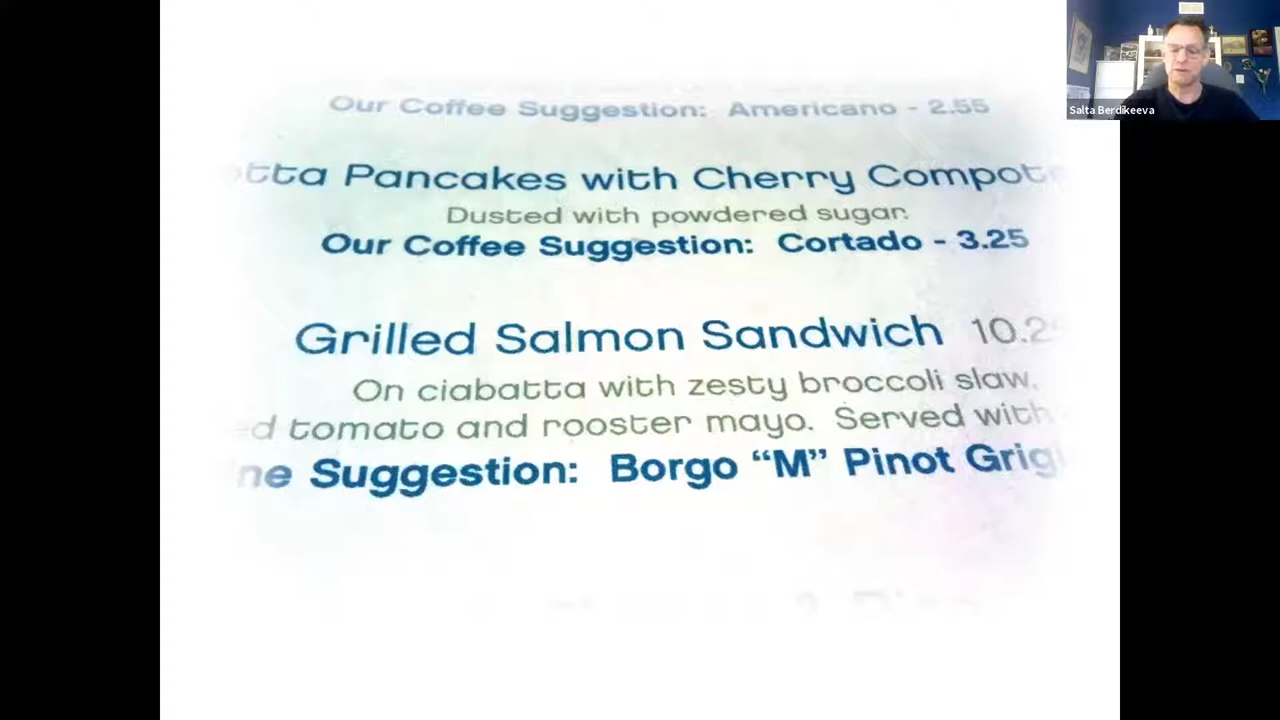 Our Coffee Suggestion: Americano - 2.55
Pancakes with Cherry
Dusted with powdered sugar.
Our Coffee Suggestion: Cortado - 3.25
Grilled Salmon Sandwich
On ciabatta with zesty broccoli slaw,
tomato and rooster mayo. Served with
Suggestion: Borgo “M” Pinot
Salta Berdikeeva